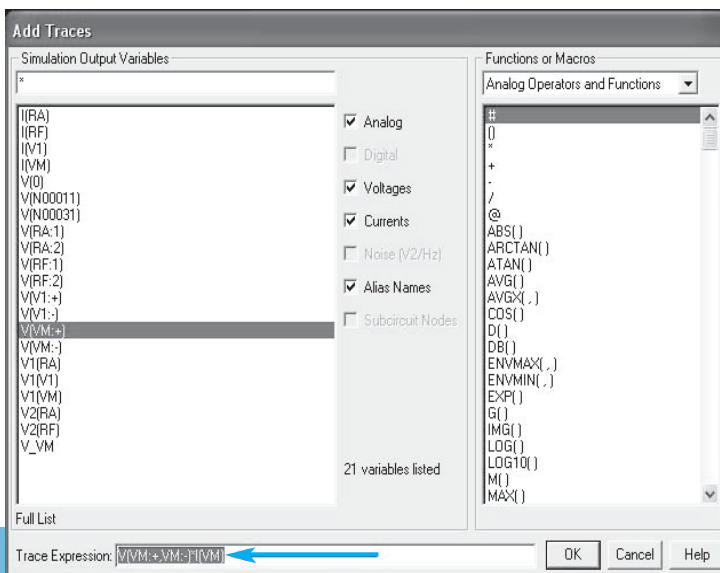 Add Traces
Simulation Output Variables
*
I(RA)
I(RF)
I(V1)
I(VM)
V(0)
V(N00011)
V(N00031)
V(RA:1)
V(RA:2)
V(RF:1)
V(RF:2)
V(V1:+)
V(V1:-)
V(VM:+)
V(VM:-)
V1(RA)
V1(V1)
V1(VM)
V2(RA)
V2(RF)
V_VM
Full List
Analog
Digital
Voltages
Currents
Noise (V2/Hz)
Alias Names
Subcircuit Nodes
21 variables listed
Functions or Macros
Analog Operators and Functions
#
()
*
+
-
/
@
ABS( )
ARCTAN( )
ATAN( )
AVG( )
AVGX( , )
COS( )
D( )
DB( )
ENVMAX( , )
ENVMIN( , )
EXP( )
G( )
IMG( )
LOG( )
LOG10( )
M( )
MAX( )
Trace Expression: V(VM:+,VM:-)*I(VM)
OK Cancel Help